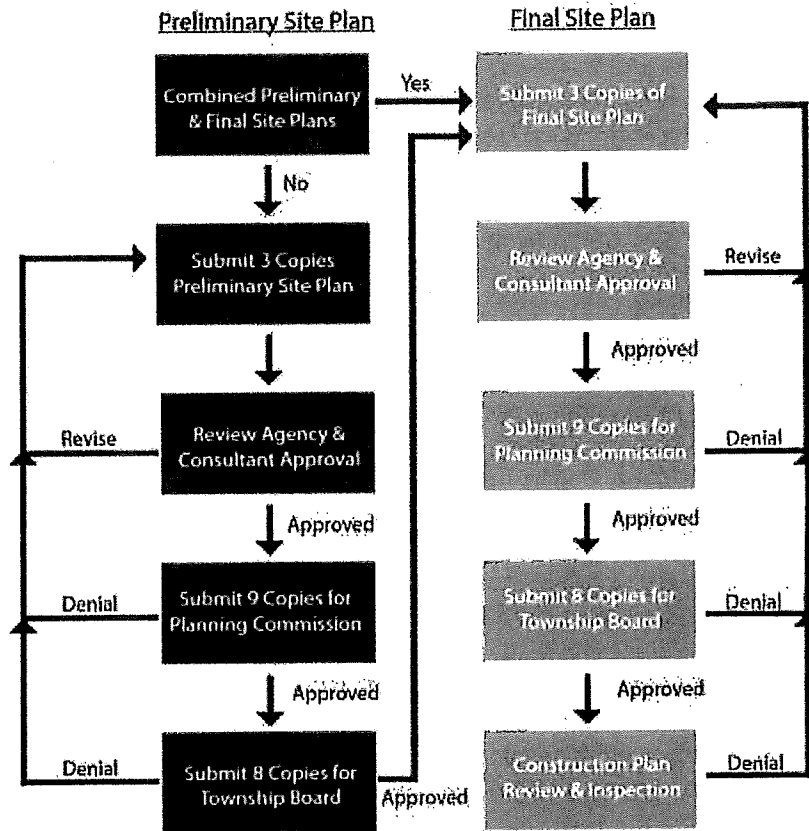 Preliminary Site Plan
Combined Preliminary
& Final Site Plans
Yes
No
Submit 3 Copies
Preliminary Site Plan
Revise
Review Agency &
Consultant Approval
Approved
Denial
Submit 9 Copies for
Planning Commission
Approved
Denial
Submit 8 Copies for
Township Board
Approved
Final Site Plan
Submit 3 Copies of
Final Site Plan
Review Agency &
Consultant Approval
Revise
Approved
Submit 9 Copies for
Planning Commission
Denial
Approved
Submit 8 Copies for
Township Board
Denial
Approved
Construction Plan
Review & Inspection
Denial